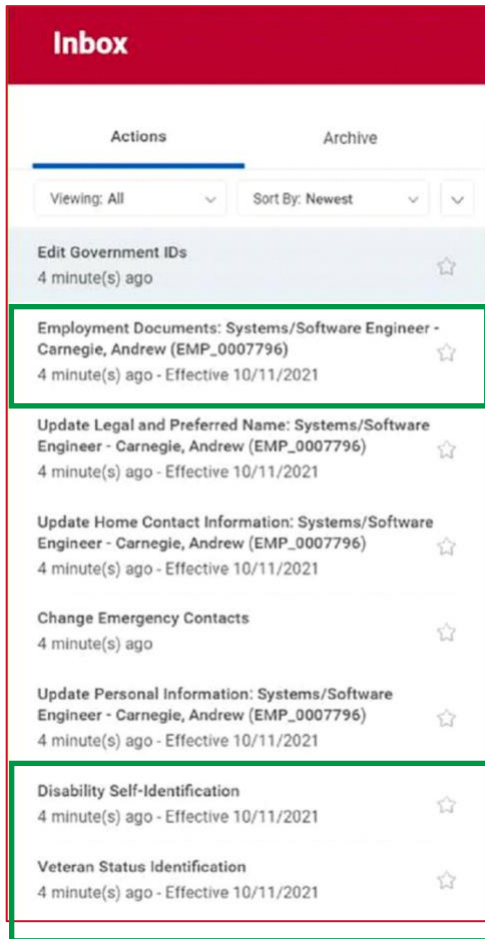 Inbox
Actions
Archive
Viewing: All
Sort By: Newest
Edit Government IDs
4 minute(s) ago
Employment Documents: Systems/Software Engineer -
Carnegie, Andrew (EMP_0007796)
4 minute(s) ago - Effective 10/11/2021
Update Legal and Preferred Name: Systems/Software
Engineer - Carnegie, Andrew (EMP_0007796)
4 minute(s) ago - Effective 10/11/2021
Update Home Contact Information: Systems/Software
Engineer - Carnegie, Andrew (EMP_0007796)
4 minute(s) ago - Effective 10/11/2021
Change Emergency Contacts
4 minute(s) ago
Update Personal Information: Systems/Software
Engineer - Carnegie, Andrew (EMP_0007796)
4 minute(s) ago - Effective 10/11/2021
Disability Self-Identification
4 minute(s) ago - Effective 10/11/2021
Veteran Status Identification
4 minute(s) ago - Effective 10/11/2021